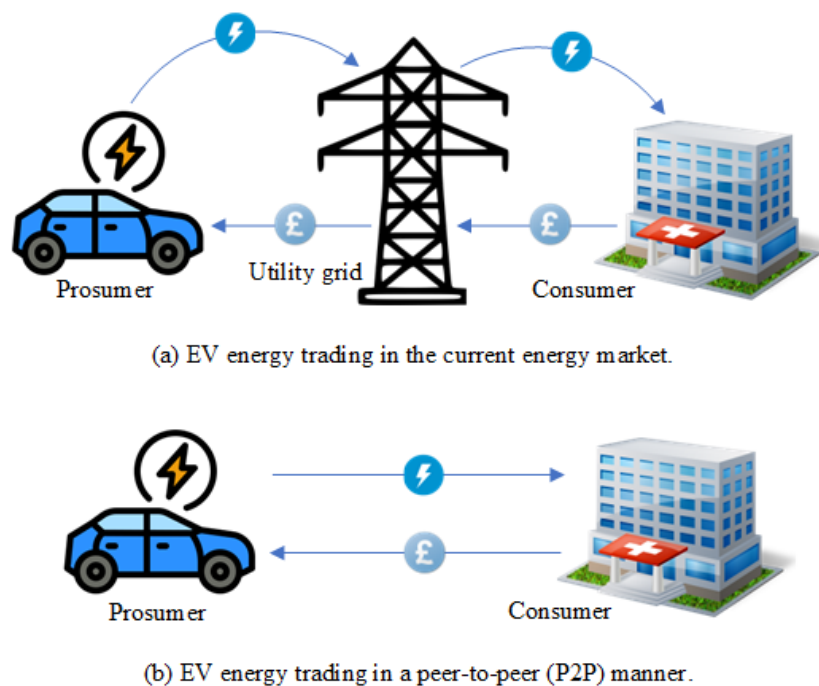 £
£
Utility grid
Prosumer
Consumer
(a) EV energy trading in the current energy market.
£
Prosumer
Consumer
(b) EV energy trading in a peer-to-peer (P2P) manner.